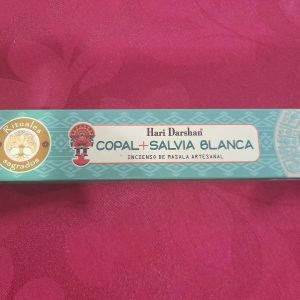 Rituales
sagrados
Hari Darshan®
COPAL+SALVIA BLANCA
INCIENSO DE MASALA ARTESANAL